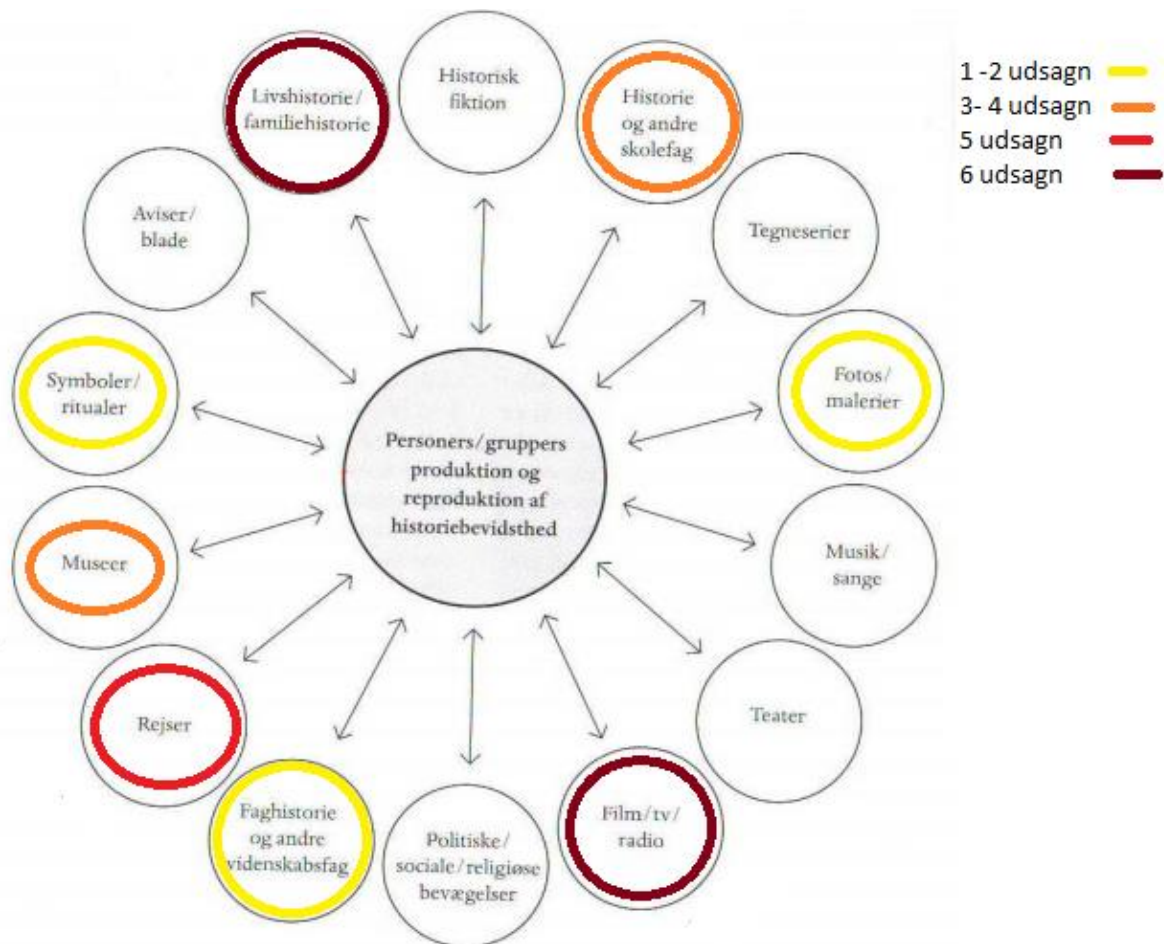 Historisk
fiktion
Historie
og andre
skolefag
Tegneserier
Fotos/
malerier
Musik/
sange
Teater
Film/tv/
radio
Politiske/
sociale/religiøse
bevægelser
Faghistorie
og andre
videnskabsfag
Rejser
Museer
Symboler/
ritualer
Aviser/
blade
Livshistorie/
familiehistorie
Personers/gruppers
produktion og
reproduktion af
historiebevidsthed
1 -2 udsagn
3- 4 udsagn
5 udsagn
6 udsagn